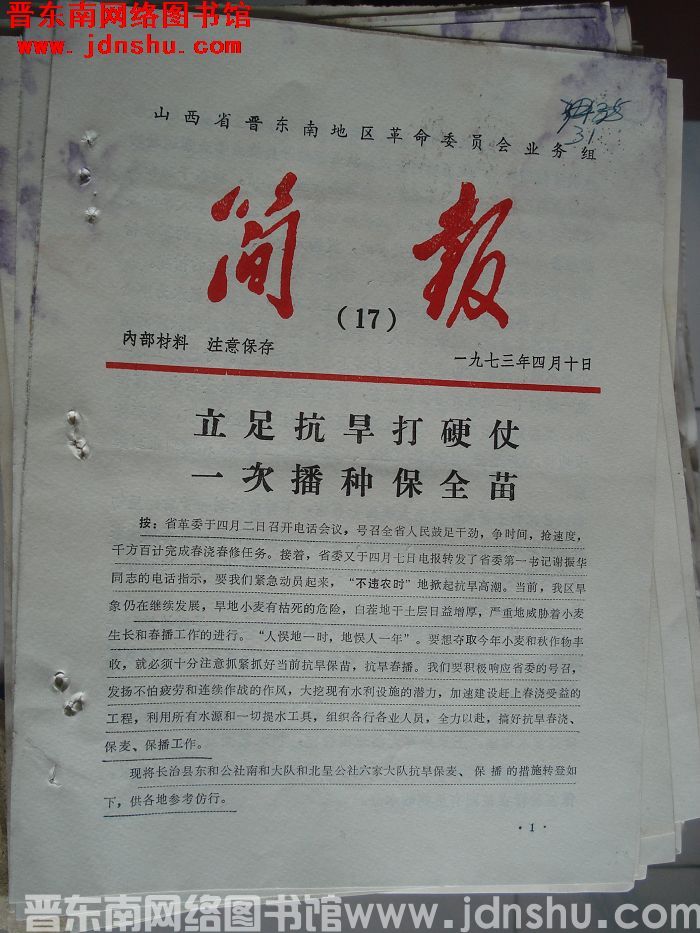 晋东南网络图书馆
www.jdnshu.com
山西省晋东南地区革命委员会业务组
31
简报
(17)
内部材料 注意保存
一九七三年四月十日
立足抗旱打硬仗
一次播种保全苗
按：省革委于四月二日召开电话会议，号召全省人民鼓足干劲，争时间，抢速度，
千方百计完成春浇春修任务。接着，省委又于四月七日电报转发了省委第一书记谢振华
同志的电话指示，要我们紧急动员起来，“不违农时”地掀起抗旱高潮。当前，我区旱
象仍在继续发展，旱地小麦有枯死的危险，白茬地干土层日益增厚，严重地威胁着小麦
生长和春播工作的进行。“人悮地一时，地悮人一年”。要想夺取今年小麦和秋作物丰
收，就必须十分注意抓紧抓好当前抗旱保苗，抗旱春播。我们要积极响应省委的号召，
发扬不怕疲劳和连续作战的作风，大挖现有水利设施的潜力，加速建设赶上春浇受益的
工程，利用所有水源和一切提水工具，组织各行各业人员，全力以赴，搞好抗旱春浇、
保麦、保播工作。
现将长治县东和公社南和大队和北呈公社六家大队抗旱保麦、保播的措施转登如
下，供各地参考仿行。
·1·
晋东南网络图书馆www.jdnshu.com